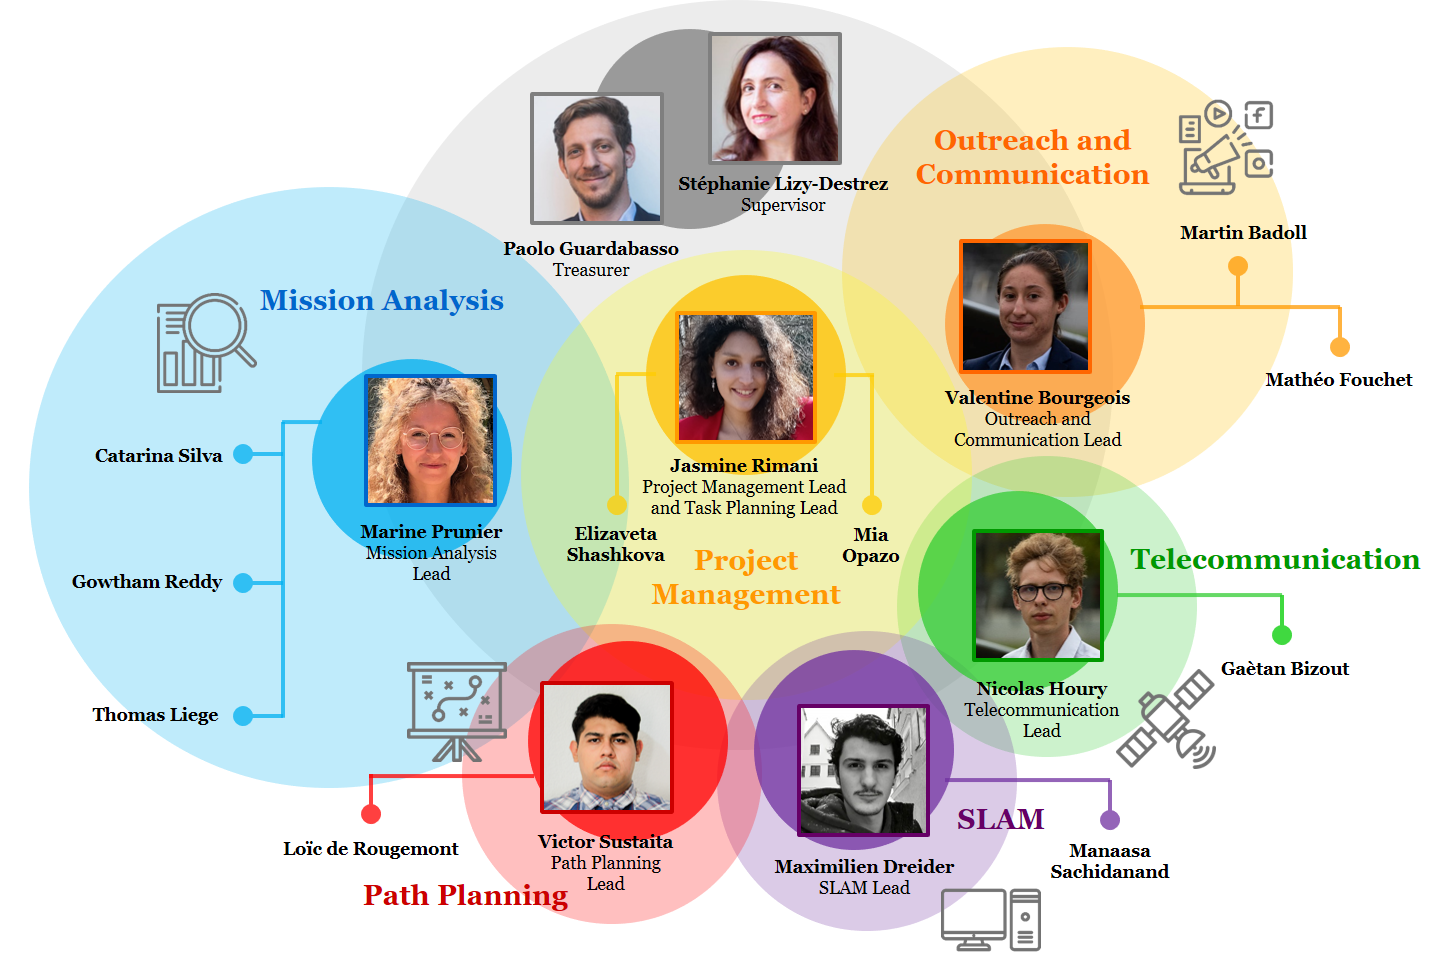 Stéphanie Lizy-Destrez
Supervisor
Paolo Guardabasso
Treasurer
Outreach and
Communication
Martin Badoll
Mathéo Fouchet
Valentine Bourgeois
Outreach and
Communication Lead
Mission Analysis
Catarina Silva
Gowtham Reddy
Thomas Liege
Marine Prunier
Mission Analysis
Lead
Jasmine Rimani
Project Management Lead
and Task Planning Lead
Elizaveta
Shashkova
Mia
Opazo
Project
Management
Telecommunication
Nicolas Houry
Telecommunication
Lead
Gaètan Bizout
Loïc de Rougemont
Victor Sustaita
Path Planning
Lead
Path Planning
Maximilien Dreider
SLAM Lead
SLAM
Manaasa
Sachidanand